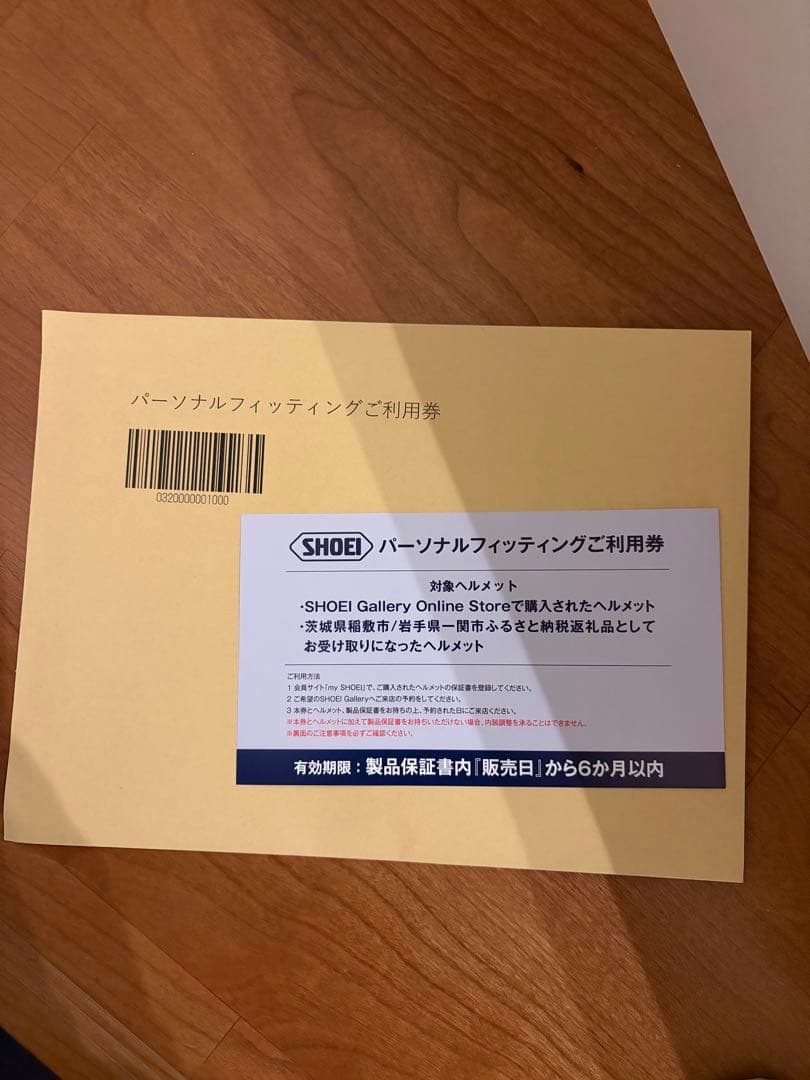 パーソナルフィッティングご利用券
0320000001000
SHOEI パーソナルフィッティングご利用券
対象ヘルメット
・SHOEI Gallery Online Storeで購入されたヘルメット
・茨城県稲敷市/岩手県一関市ふるさと納税返礼品として
お受け取りになったヘルメット
ご利用方法
1 会員サイト「my SHOEI」で、ご購入されたヘルメットの保証書を登録してください。
2 ご希望のSHOEI Galleryへご来店の予約をしてください。
3 本券とヘルメット、製品保証書をお持ちの上、予約された日にご来店ください。
※本券とヘルメットに加えて製品保証書をお持ちいただけない場合、内装調整を承ることはできません。
※裏面のご注意事項を必ずご確認ください。
有効期限：製品保証書内『販売日』から6か月以内